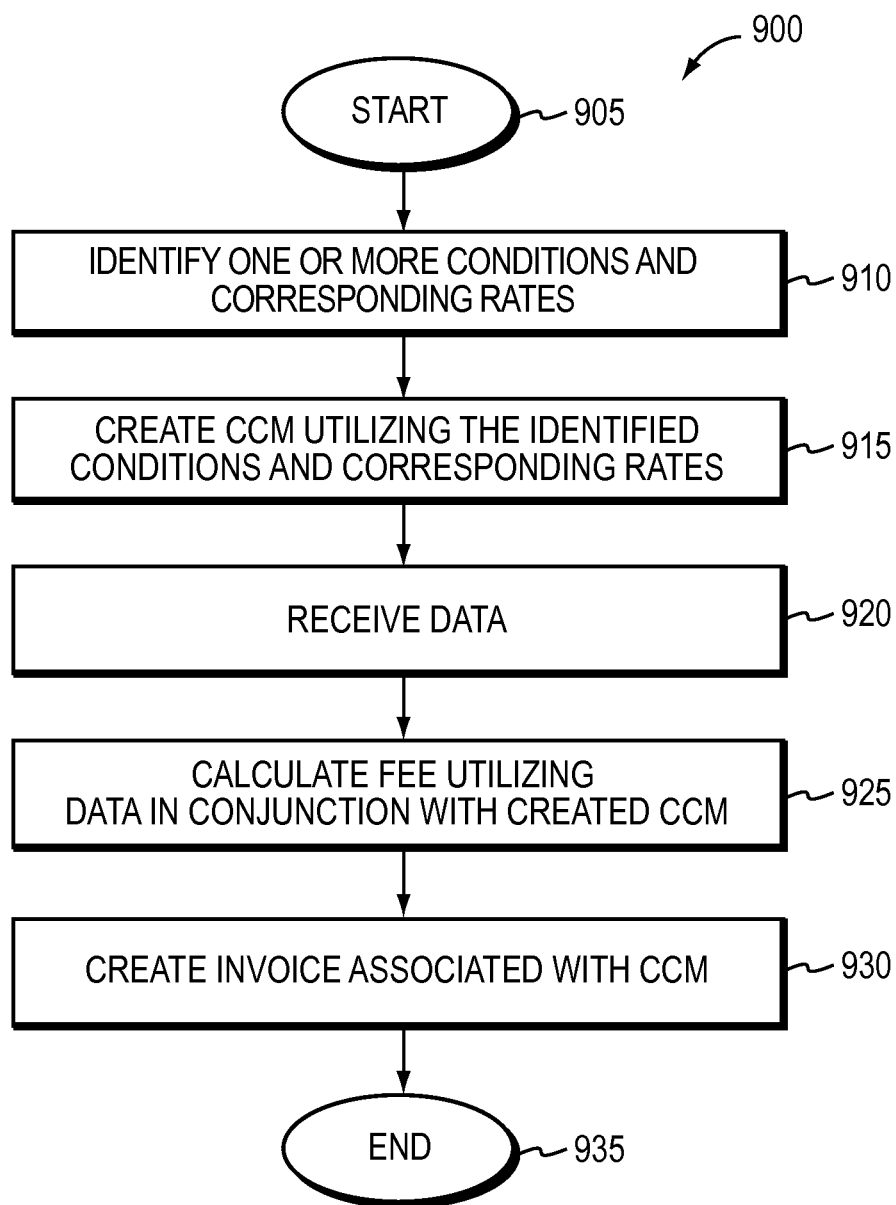 900
START
905
IDENTIFY ONE OR MORE CONDITIONS AND
CORRESPONDING RATES
910
CREATE CCM UTILIZING THE IDENTIFIED
CONDITIONS AND CORRESPONDING RATES
915
RECEIVE DATA
920
CALCULATE FEE UTILIZING
DATA IN CONJUNCTION WITH CREATED CCM
925
CREATE INVOICE ASSOCIATED WITH CCM
930
END
935